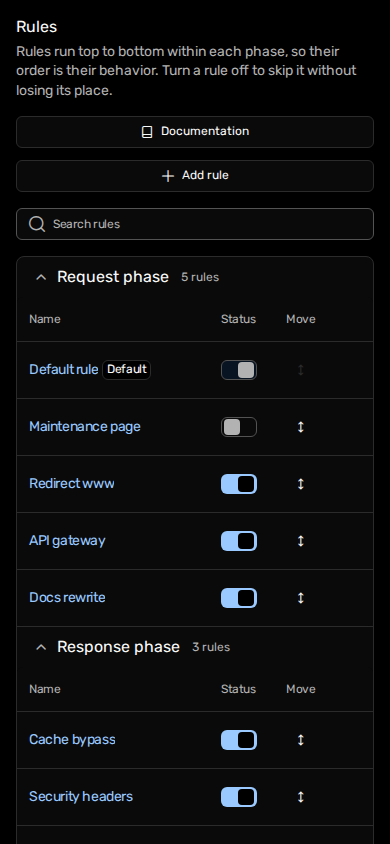 Rules
Rules run top to bottom within each phase, so their
order is their behavior. Turn a rule off to skip it without
losing its place.
Documentation
Add rule
Search rules
Request phase 5 rules
Name Status Move
Default rule Default
Maintenance page
Redirect www
API gateway
Docs rewrite
Response phase 3 rules
Name Status Move
Cache bypass
Security headers